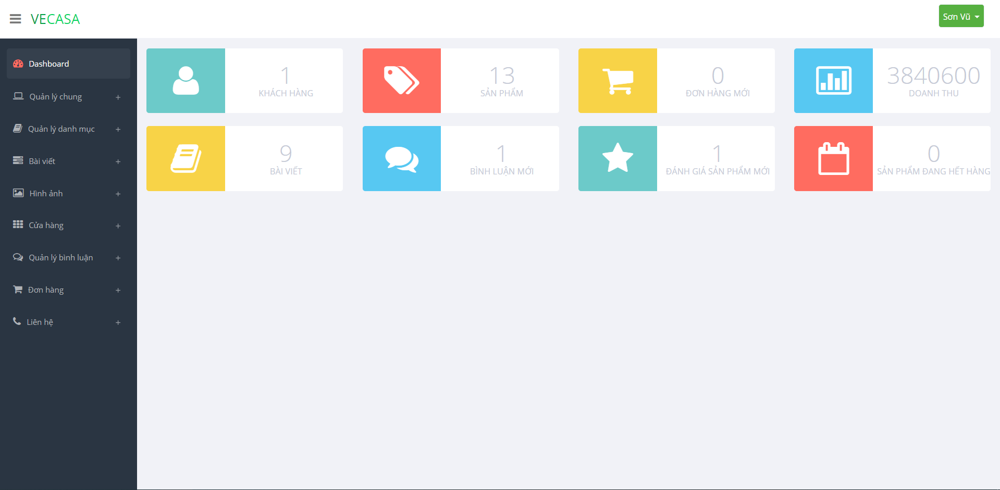 VECASA
Sơn Vũ
Dashboard
Quản lý chung
Quản lý danh mục
Bài viết
Hình ảnh
Cửa hàng
Quản lý bình luận
Đơn hàng
Liên hệ
1
KHÁCH HÀNG
13
SẢN PHẨM
0
ĐƠN HÀNG MỚI
3840600
DOANH THU
9
BÀI VIẾT
1
BÌNH LUẬN MỚI
1
ĐÁNH GIÁ SẢN PHẨM MỚI
0
SẢN PHẨM ĐANG HẾT HÀNG